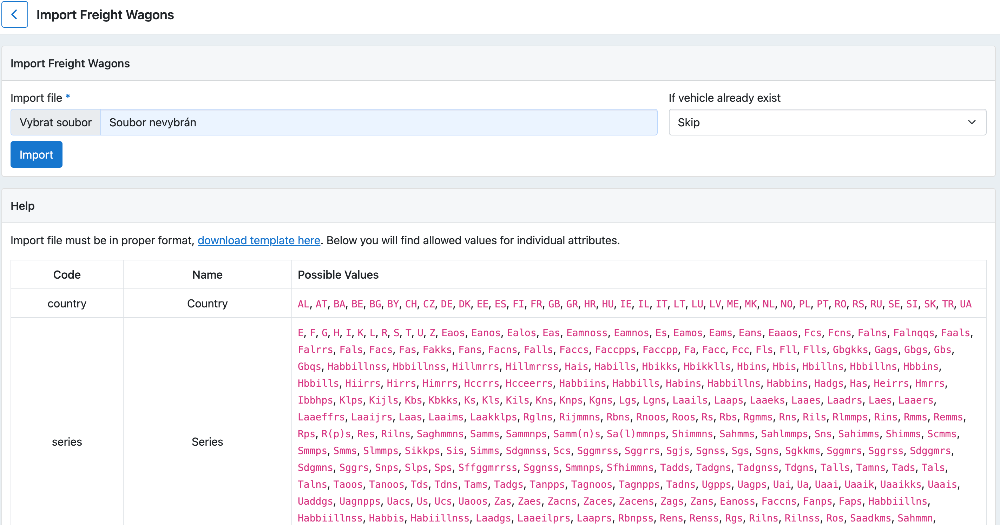 Import Freight Wagons
Import Freight Wagons
Import file *
If vehicle already exist
Vybrat soubor Soubor nevybrán
Skip
Import
Help
Import file must be in proper format, download template here. Below you will find allowed values for individual attributes.
Code Name Possible Values
country Country AL, AT, BA, BE, BG, BY, CH, CZ, DE, DK, EE, ES, FI, FR, GB, GR, HR, HU, IE, IL, IT, LT, LU, LV, ME, MK, NL, NO, PL, PT, RO, RS, RU, SE, SI, SK, TR, UA
series Series
E, F, G, H, I, K, L, R, S, T, U, Z, Eaos, Eanos, Ealos, Eas, Eamnoss, Eamnos, Es, Eamos, Eams, Eans, Eaaos, Fcs, Fcns, Falns, Falnqqs, Faals,
Falrrs, Fals, Facs, Fas, Fakks, Fans, Facns, Falls, Faccs, Faccpps, Faccpp, Fa, Facc, Fcc, Fls, Fll, Flls, Gbgkks, Gags, Gbgs, Gbs,
Gbqs, Habbillnss, Hbbillnss, Hillmrrs, Hillmrrss, Hais, Habills, Hbikks, Hbikklls, Hbins, Hbis, Hbillns, Hbbillns, Hbbins,
Hbbills, Hiirrs, Hirrs, Himrrs, Hccrrs, Hcceerrs, Habbiins, Habbills, Habins, Habbillns, Habbins, Hadgs, Has, Heirrs, Hmrrs,
Ibbhps, Klps, Kijls, Kbs, Kbkks, Ks, Kls, Kils, Kns, Knps, Kgns, Lgs, Lgns, Laails, Laaps, Laaeks, Laaes, Laadrs, Laes, Laaers,
Laaeffrs, Laaijrs, Laas, Laaims, Laakklps, Rglns, Rijmmns, Rbns, Rnoos, Roos, Rs, Rbs, Rgmms, Rns, Rils, Rlmmps, Rins, Rmms, Remms,
Rps, R(p)s, Res, Rilns, Saghmmns, Samms, Sammnps, Samm(n)s, Sa(l)mmnps, Shimmns, Sahmms, Sahlmmps, Sns, Sahimms, Shimms, Scmms,
Smmps, Smms, Slmmps, Sikkps, Sis, Simms, Sdgmnss, Scs, Sggmrss, Sggrrs, Sgjs, Sgnss, Sgs, Sgns, Sgkkms, Sggmrs, Sggrss, Sdggmrs,
Sdgmns, Sggrs, Snps, Slps, Sps, Sffggmrrss, Sggnss, Smmnps, Sfhimmns, Tadds, Tadgns, Tadgnss, Tdgns, Talls, Tamns, Tads, Tals,
Talns, Taoos, Tanoos, Tds, Tdns, Tams, Tadgs, Tanpps, Tagnoos, Tagnpps, Tadns, Ugpps, Uagps, Uai, Ua, Uaai, Uaaik, Uaaikks, Uaais,
Uaddgs, Uagnpps, Uacs, Us, Ucs, Uaoos, Zas, Zaes, Zacns, Zaces, Zacens, Zags, Zans, Eanoss, Faccns, Fanps, Faps, Habbiillns,
Habbiillnss, Habbis, Habiillnss, Laadgs, Laaeilprs, Laaprs, Rbnpss, Rens, Renss, Rgs, Rilns, Rilnss, Ros, Saadkms, Sahmmn,